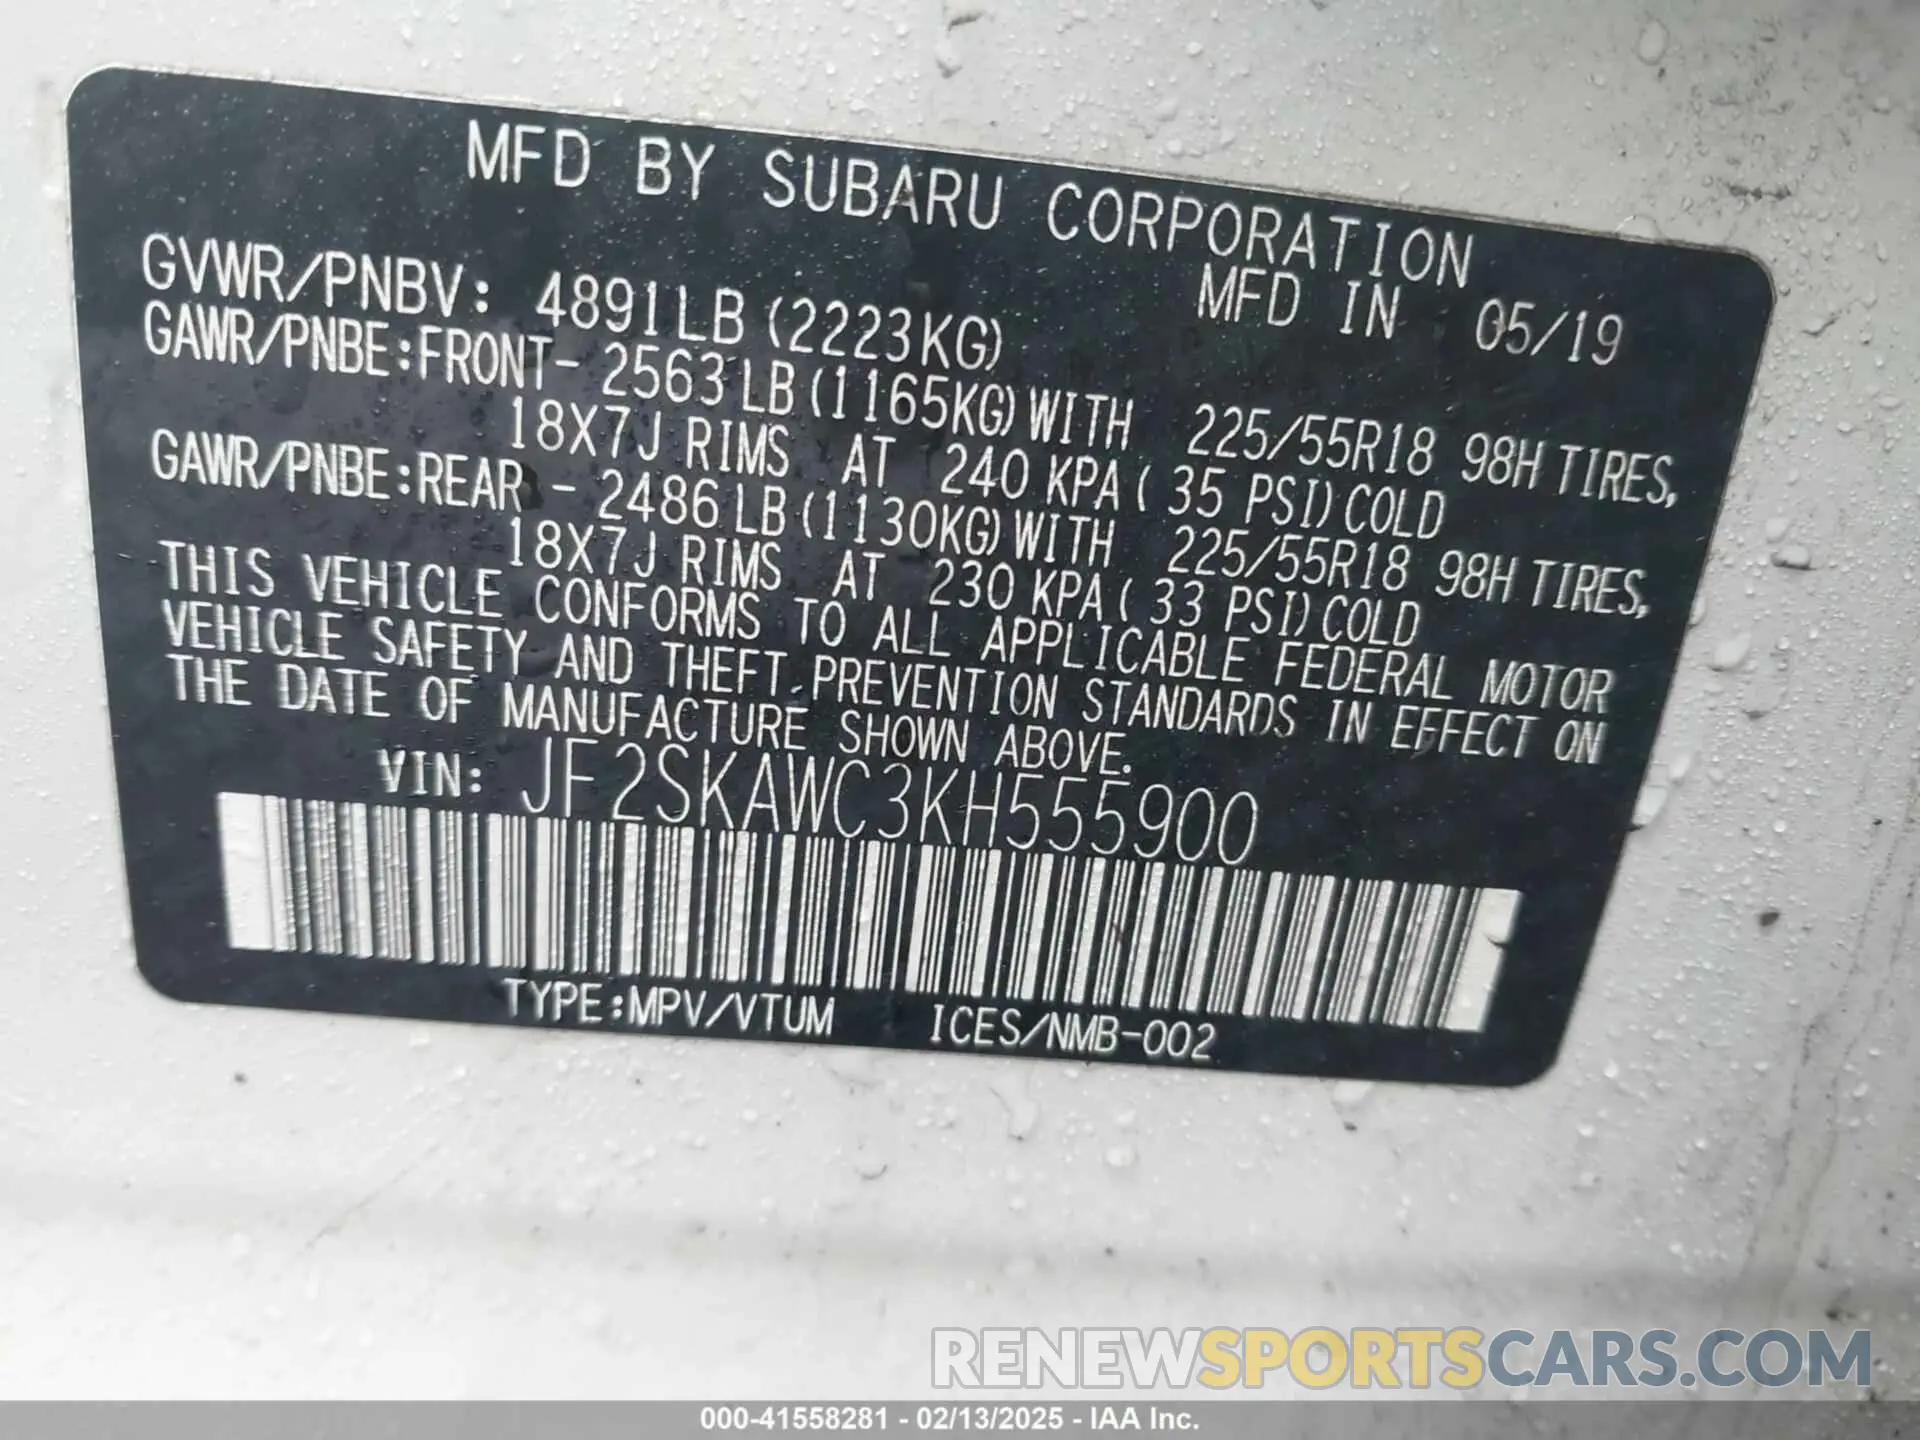 MFD BY SUBARU CORPORATION
MFD IN 05/19
GVWR/PNBV: 4891LB (2223KG)
GAWR/PNBE:FRONT- 2563 LB (1165KG) WITH 225/55R18 98H TIRES,
18X7J RIMS AT 240 KPA ( 35 PSI) COLD
GAWR/PNBE:REAR - 2486 LB (1130KG) WITH 225/55R18 98H TIRES,
18X7J RIMS AT 230 KPA ( 33 PSI) COLD
THIS VEHICLE CONFORMS TO ALL APPLICABLE FEDERAL MOTOR
VEHICLE SAFETY AND THEFT PREVENTION STANDARDS IN EFFECT ON
THE DATE OF MANUFACTURE SHOWN ABOVE.
VIN: JF2SKAWC3KH555900
TYPE:MPV/VTUM ICES/NMB-002
RENEWSPORTSCARS.COM
000-41558281 - 02/13/2025 - IAA Inc.